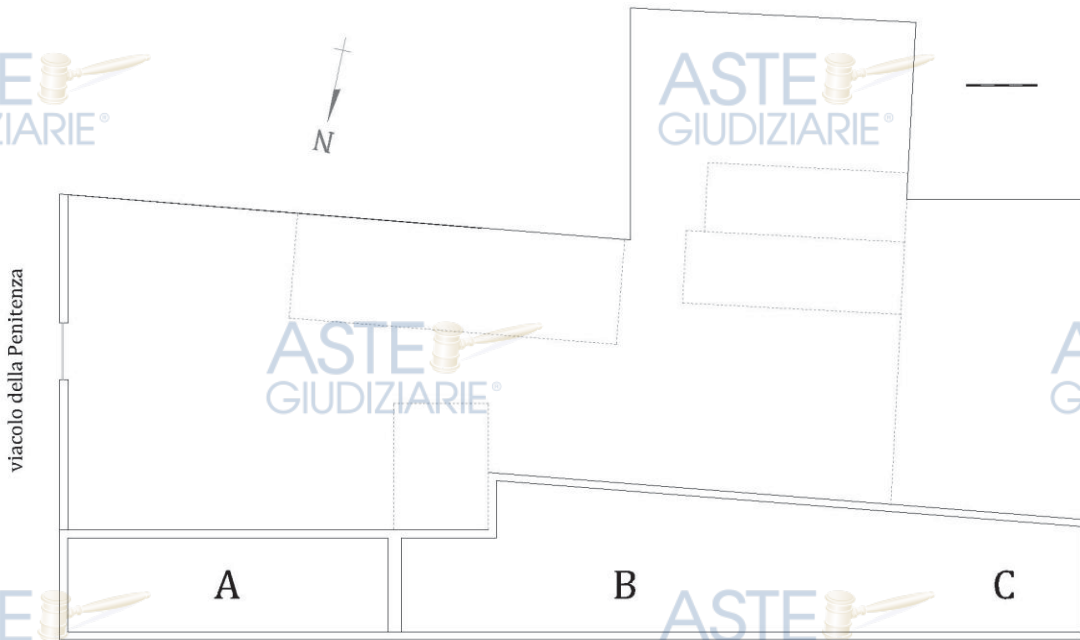 ASTE
GIUDIZIARIE®
N
viacolo della Penitenza
ASTE
GIUDIZIARIE®
A
B
C
ASTE